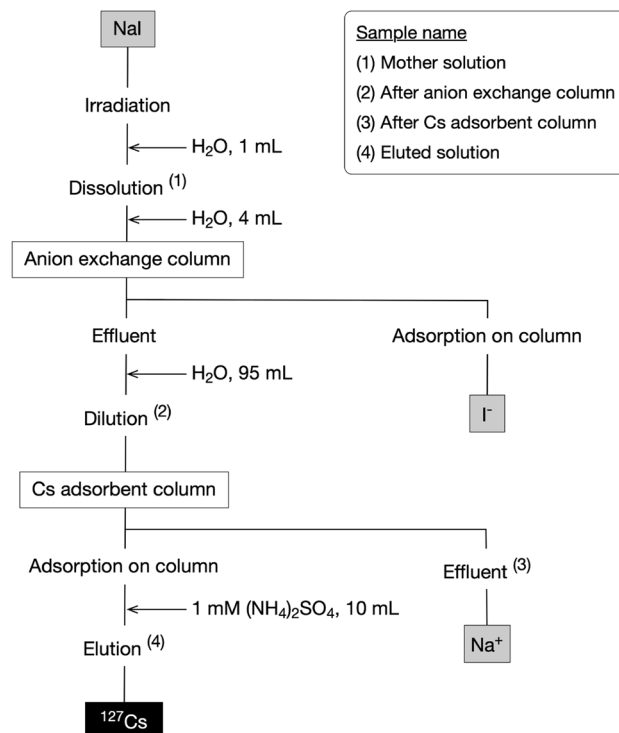 NaI
Sample name
(1) Mother solution
(2) After anion exchange column
(3) After Cs adsorbent column
(4) Eluted solution
Irradiation
H₂O, 1 mL
Dissolution ⁽¹⁾
H₂O, 4 mL
Anion exchange column
Effluent
Adsorption on column
H₂O, 95 mL
I⁻
Dilution ⁽²⁾
Cs adsorbent column
Adsorption on column
Effluent ⁽³⁾
1 mM (NH₄)₂SO₄, 10 mL
Na⁺
Elution ⁽⁴⁾
¹²⁷Cs